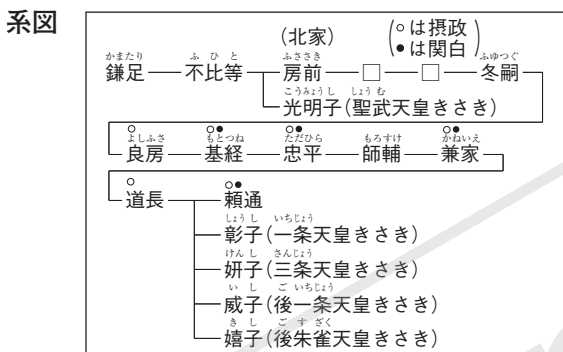 系図
(北家)
(○は摂政
●は関白)
かまたり ふひと ふささき ふゆつぐ
鎌足 不比等 房前 □ □ 冬嗣
こうみょうし しょうむ
光明子(聖武天皇きさき)
○ ○● ○● ○●
よしふさ もとつね ただひら もろすけ かねいえ
良房 基経 忠平 師輔 兼家
○ ○●
道長 頼通
しょうし いちじょう
彰子(一条天皇きさき)
けんし さんじょう
妍子(三条天皇きさき)
いし ごいちじょう
威子(後一条天皇きさき)
きし ごすざく
嬉子(後朱雀天皇きさき)